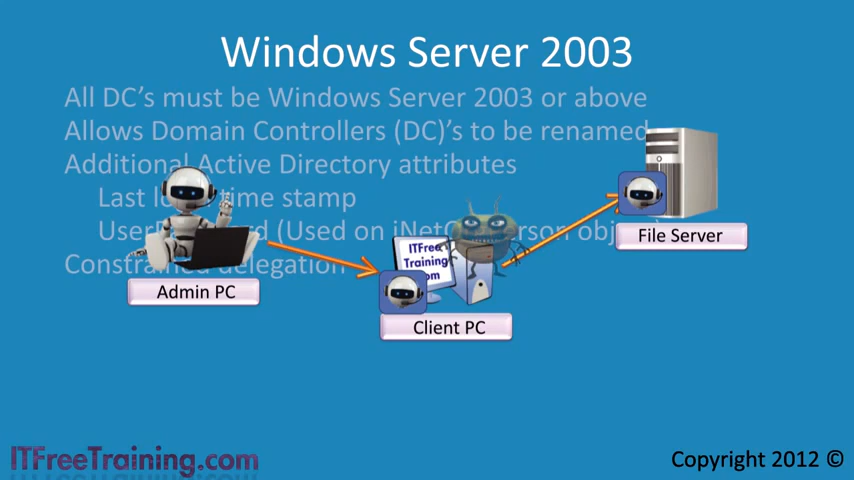 Windows Server 2003
All DC's must be Windows Server 2003 or above
Allows Domain Controllers (DC)'s to be renamed
Additional Active Directory attributes
Last time stamp
(Used on
Constrained delegation
ITFree
Training
.com
File Server
Admin PC
Client PC
ITFreeTraining.com
Copyright 2012 ©